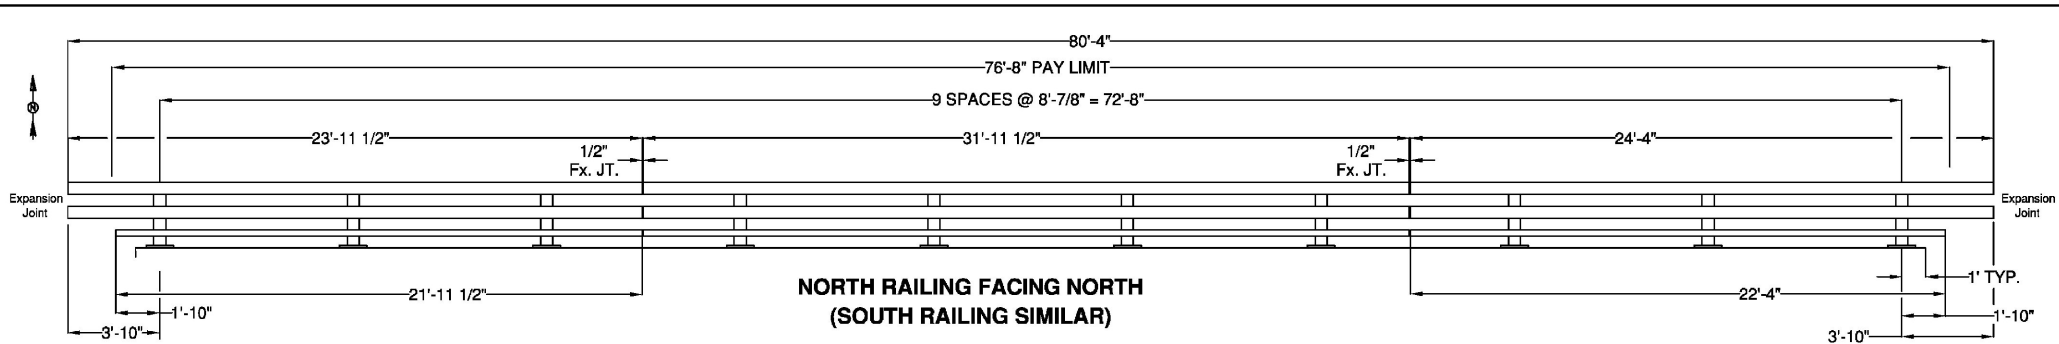 80'-4"
76'-8" PAY LIMIT
N
9 SPACES @ 8'-7/8" = 72'-8"
23'-11 1/2"
31'-11 1/2"
24'-4"
1/2"
Fx. JT.
1/2"
Fx. JT.
Expansion
Joint
Expansion
Joint
1' TYP.
NORTH RAILING FACING NORTH
(SOUTH RAILING SIMILAR)
21'-11 1/2"
22'-4"
1'-10"
1'-10"
3'-10"
3'-10"